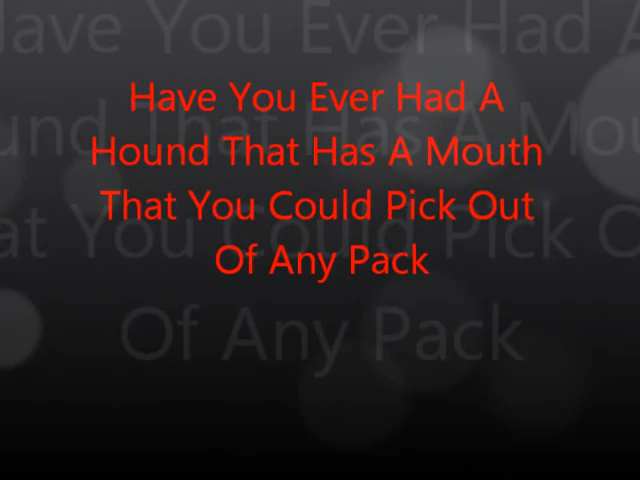 Have You Ever Had A
Hound That Has A Mouth
That You Could Pick Out
Of Any Pack